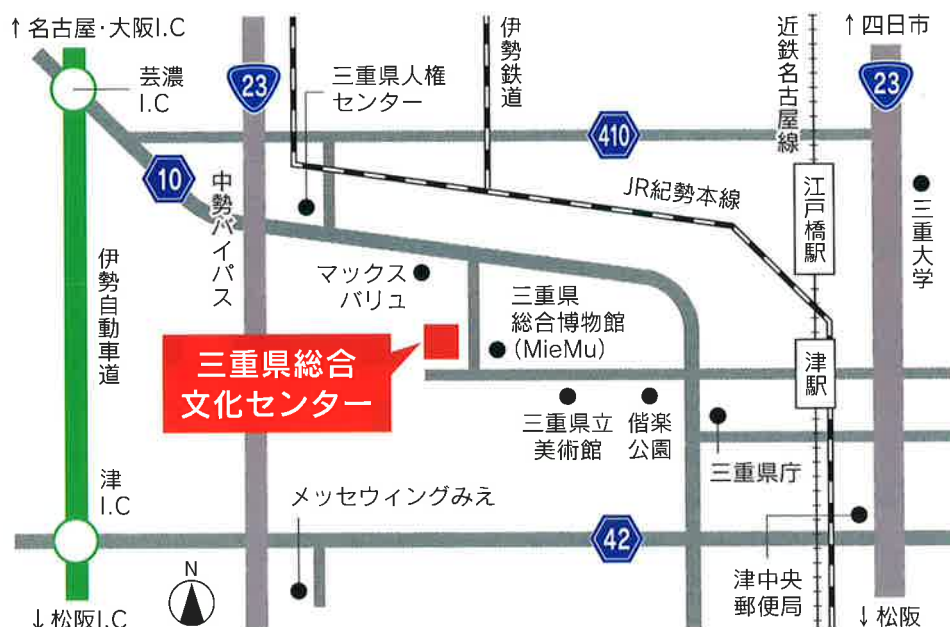 ↑名古屋・大阪I.C
芸濃
I.C
23
三重県人権
センター
伊勢鉄道
近鉄名古屋線
↑四日市
23
410
10
中勢バイパス
JR紀勢本線
江戸橋駅
三重大学
伊勢自動車道
マックス
バリュ
三重県
総合博物館
(MieMu)
三重県総合
文化センター
津駅
三重県立
美術館
偕楽
公園
三重県庁
津
I.C
メッセウィングみえ
42
N
津中央
郵便局
↓松阪I.C
↓松阪